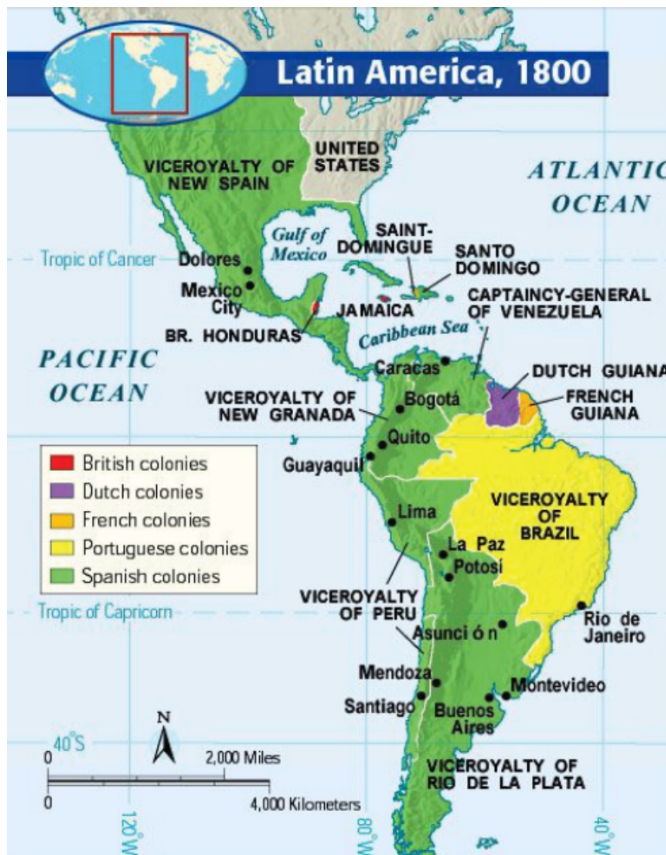 Latin America, 1800
UNITED
STATES
VICEROYALTY OF
NEW SPAIN
ATLANTIC
OCEAN
Gulf of
Mexico
SAINT-
DOMINGUE
SANTO
DOMINGO
Tropic of Cancer
Dolores
Mexico
City
JAMAICA
CAPTAINCY-GENERAL
OF VENEZUELA
BR. HONDURAS
Caribbean Sea
PACIFIC
OCEAN
Caracas
DUTCH GUIANA
VICEROYALTY OF
NEW GRANADA
Bogotá
FRENCH
GUIANA
Quito
Guayaquil
British colonies
Dutch colonies
French colonies
Portuguese colonies
Spanish colonies
VICEROYALTY
OF
BRAZIL
Lima
La Paz
Potosí
VICEROYALTY
OF PERU
Tropic of Capricorn
Rio de
Janeiro
Asunci ó n
Mendoza
Santiago
Montevideo
Buenos
Aires
N
40°S
0 2,000 Miles
0 4,000 Kilometers
VICEROYALTY OF
RIO DE LA PLATA
120°W
80°W
40°W